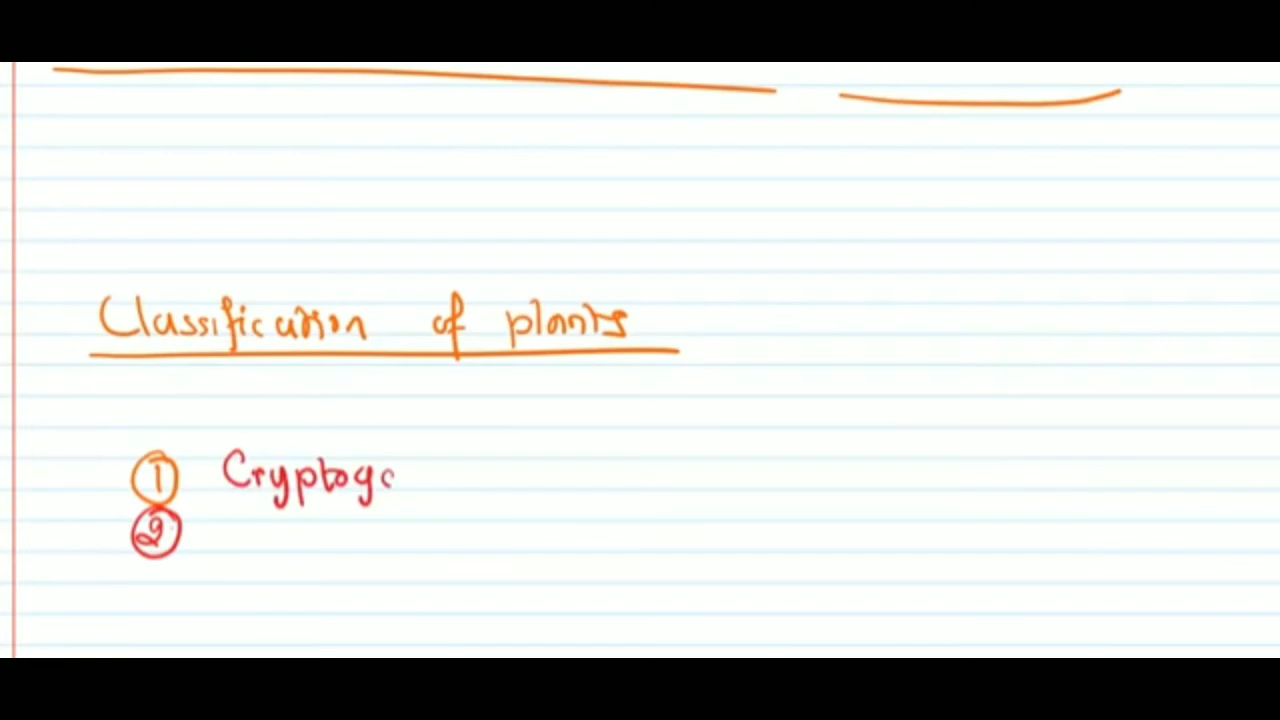 Classification of plants
① Cryptoga
②